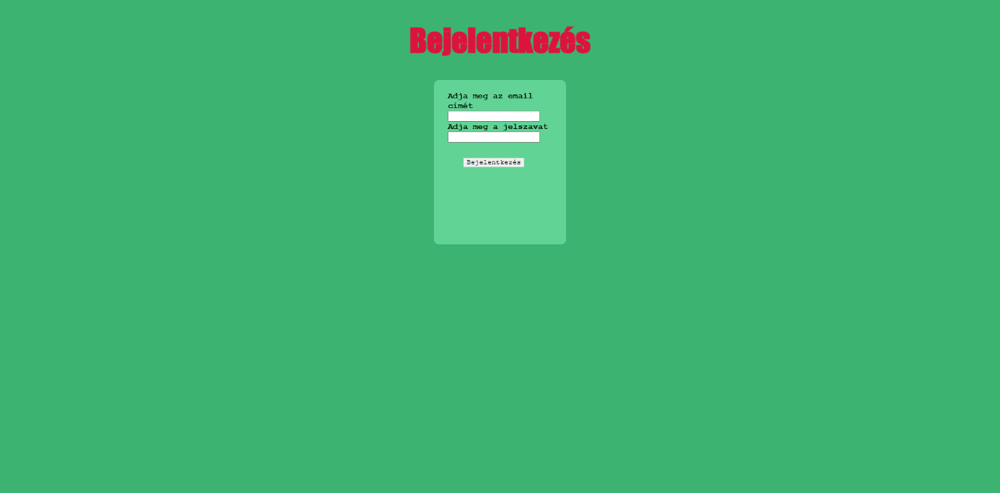 Bejelentkezés
Adja meg az email
címét
Adja meg a jelszavat
Bejelentkezés